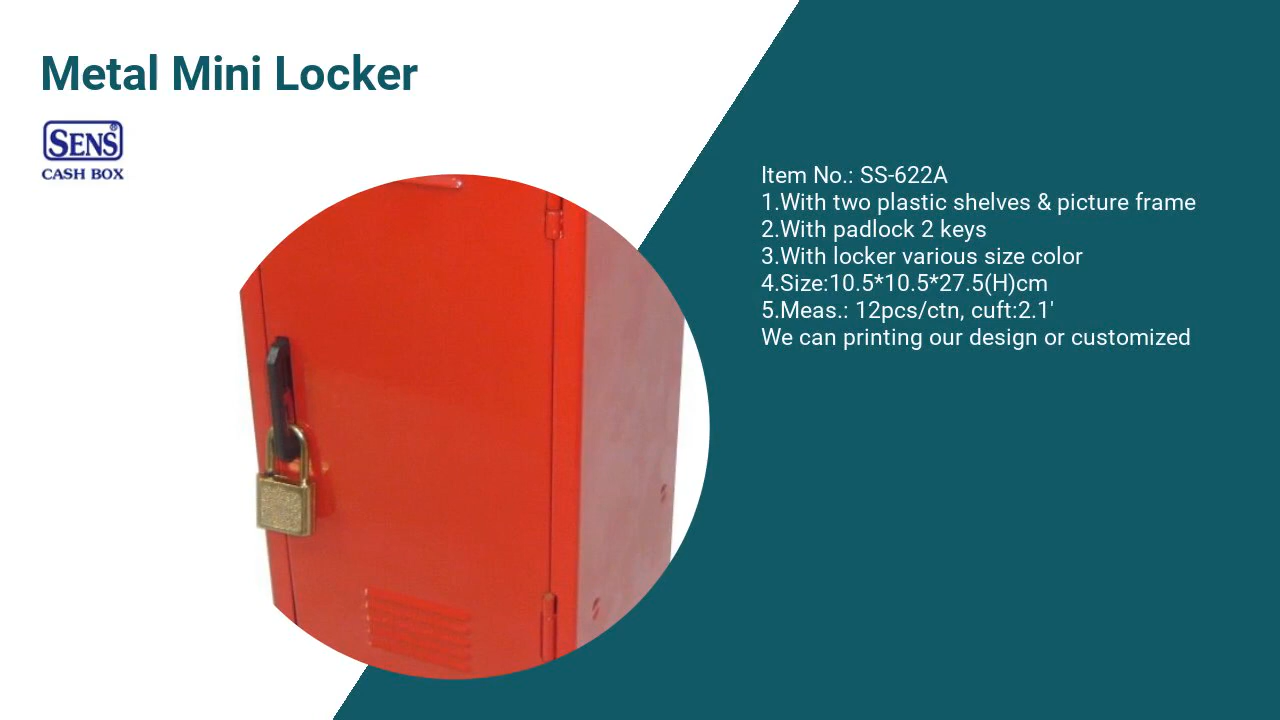 Metal Mini Locker
SENS®
CASH BOX
Item No.: SS-622A
1.With two plastic shelves & picture frame
2.With padlock 2 keys
3.With locker various size color
4.Size:10.5*10.5*27.5(H)cm
5.Meas.: 12pcs/ctn, cuft:2.1'
We can printing our design or customized